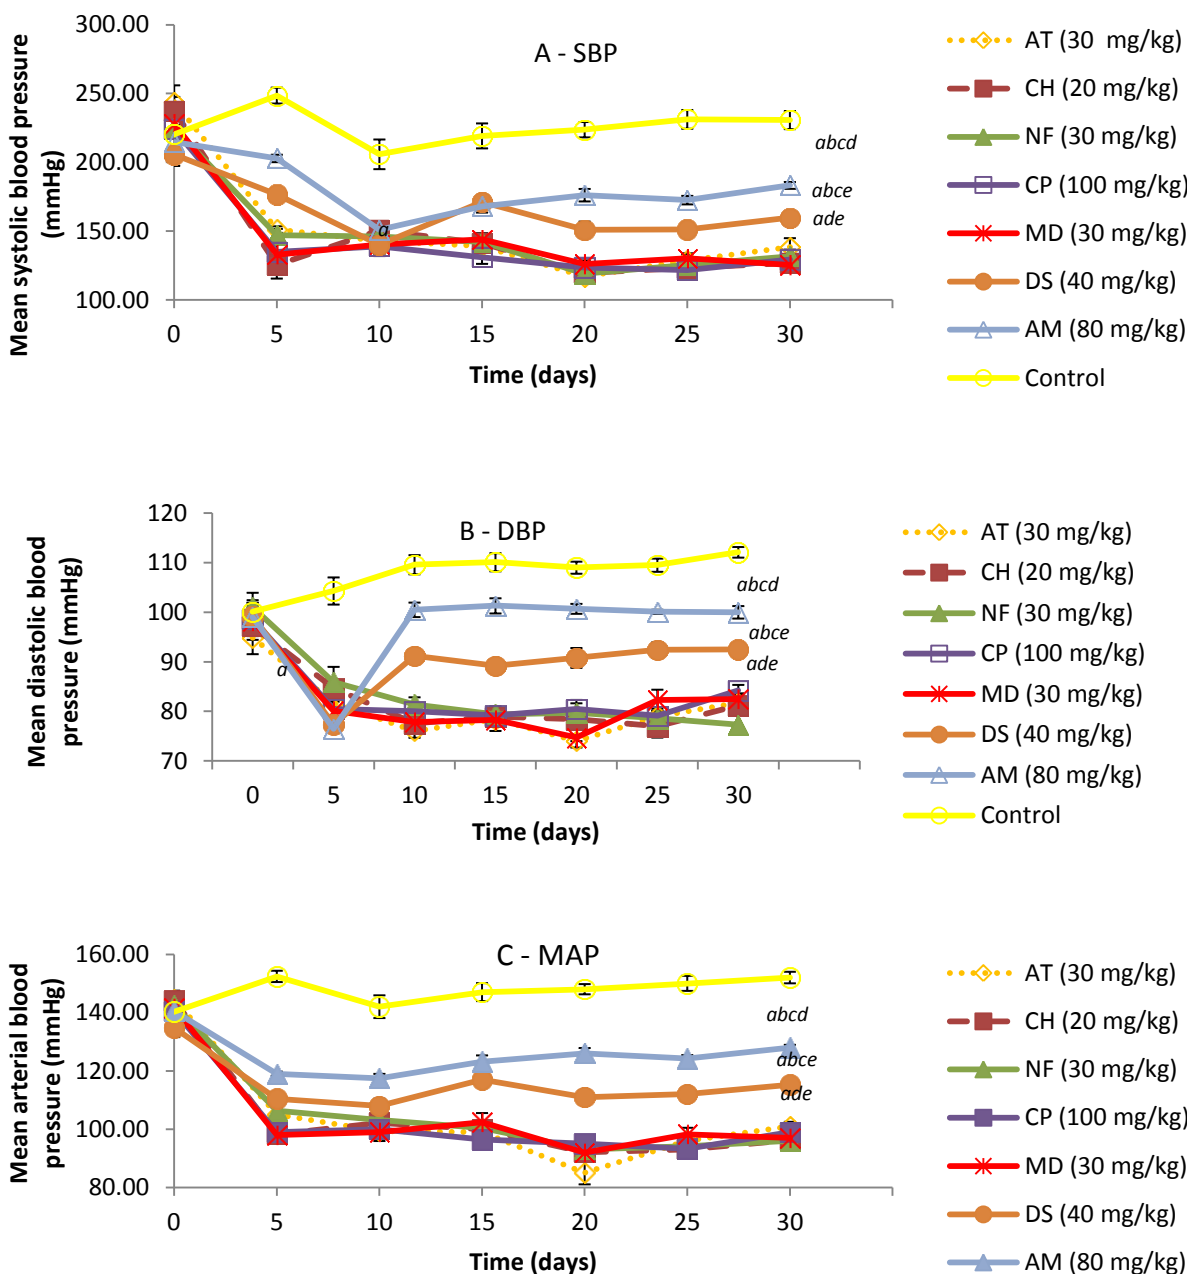 A - SBP
Mean systolic blood pressure
(mmHg)
300.00
250.00
200.00
150.00
100.00
0 5 10 15 20 25 30
Time (days)
a
abcd
abce
ade
AT (30 mg/kg)
CH (20 mg/kg)
NF (30 mg/kg)
CP (100 mg/kg)
MD (30 mg/kg)
DS (40 mg/kg)
AM (80 mg/kg)
Control
B - DBP
Mean diastolic blood
pressure (mmHg)
120
110
100
90
80
70
0 5 10 15 20 25 30
Time (days)
a
abcd
abce
ade
AT (30 mg/kg)
CH (20 mg/kg)
NF (30 mg/kg)
CP (100 mg/kg)
MD (30 mg/kg)
DS (40 mg/kg)
AM (80 mg/kg)
Control
C - MAP
Mean arterial blood
pressure (mmHg)
160.00
140.00
120.00
100.00
80.00
0 5 10 15 20 25 30
Time (days)
abcd
abce
ade
AT (30 mg/kg)
CH (20 mg/kg)
NF (30 mg/kg)
CP (100 mg/kg)
MD (30 mg/kg)
DS (40 mg/kg)
AM (80 mg/kg)